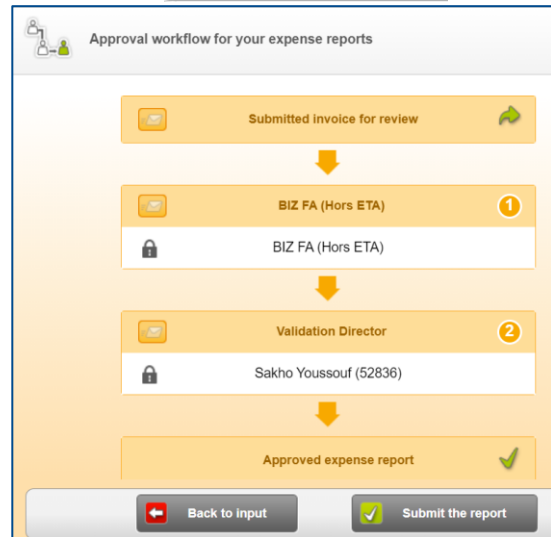 Approval workflow for your expense reports
Submitted invoice for review
BIZ FA (Hors ETA)
1
BIZ FA (Hors ETA)
Validation Director
2
Sakho Youssouf (52836)
Approved expense report
Back to input
Submit the report